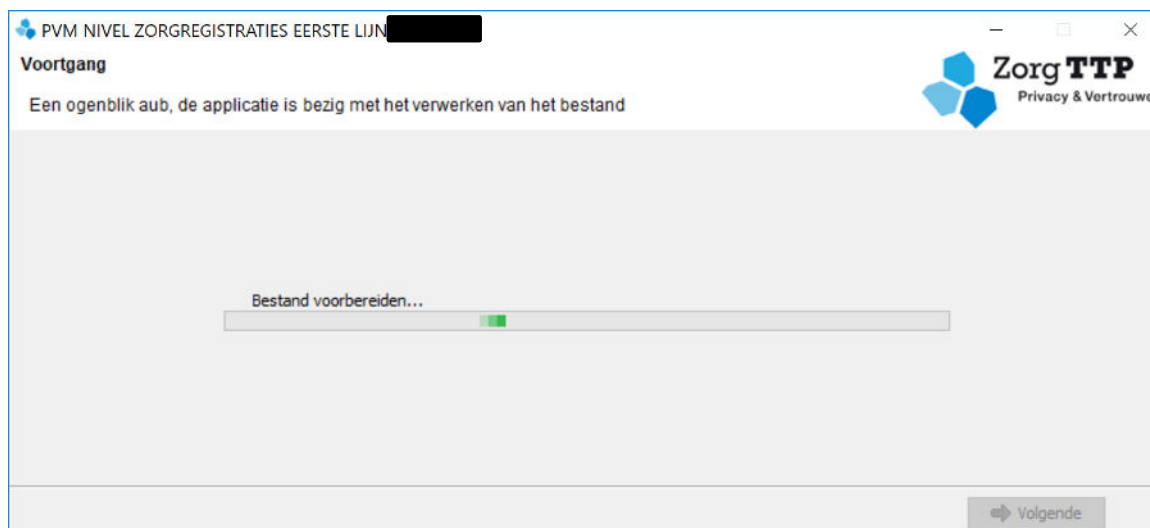 PVM NIVEL ZORGREGISTRATIES EERSTE LIJN
Voortgang
Zorg TTP
Privacy & Vertrouwe
Een ogenblik aub, de applicatie is bezig met het verwerken van het bestand
Bestand voorbereiden...
Volgende